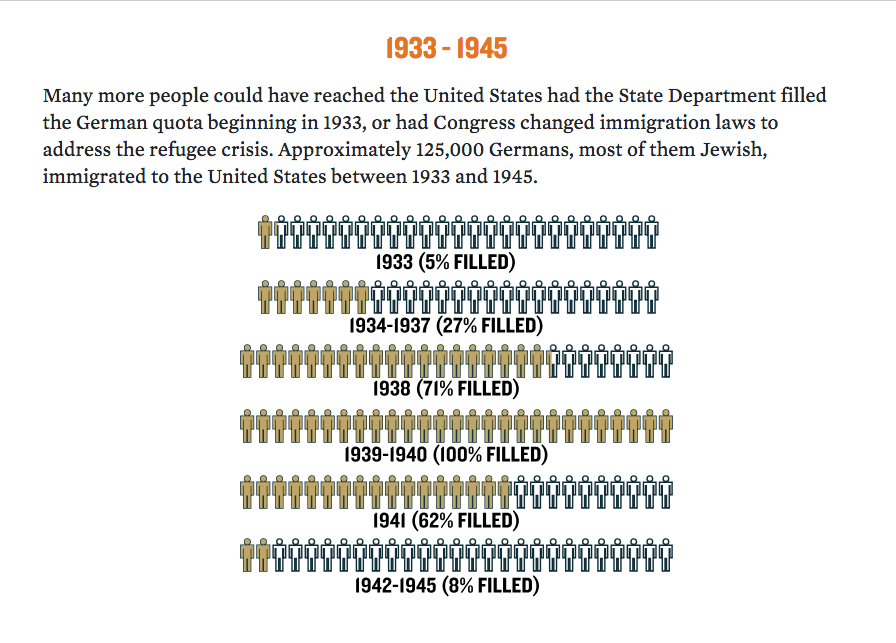 1933 - 1945
Many more people could have reached the United States had the State Department filled
the German quota beginning in 1933, or had Congress changed immigration laws to
address the refugee crisis. Approximately 125,000 Germans, most of them Jewish,
immigrated to the United States between 1933 and 1945.
1933 (5% FILLED)
1934-1937 (27% FILLED)
1938 (71% FILLED)
1939-1940 (100% FILLED)
1941 (62% FILLED)
1942-1945 (8% FILLED)